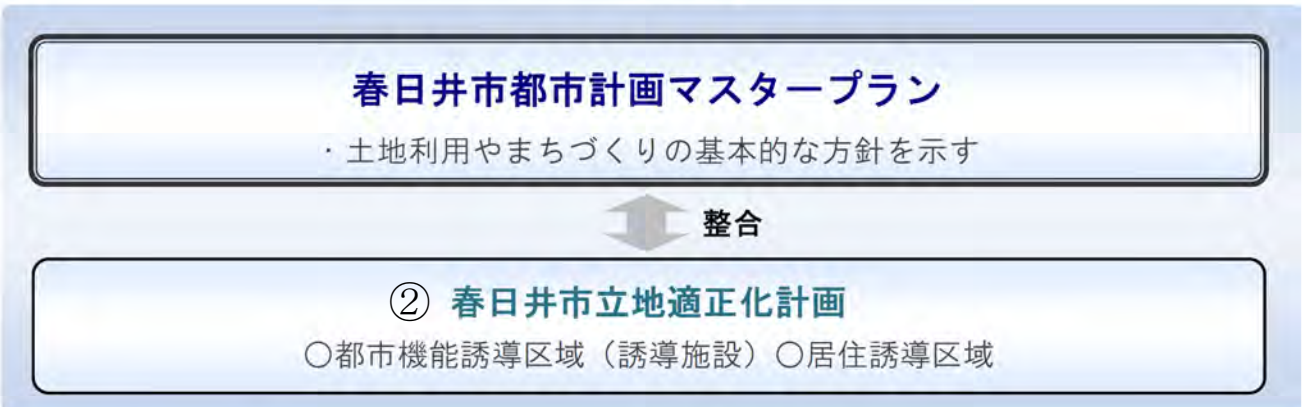 春日井市都市計画マスタープラン
・土地利用やまちづくりの基本的な方針を示す
整合
② 春日井市立地適正化計画
〇都市機能誘導区域（誘導施設）〇居住誘導区域